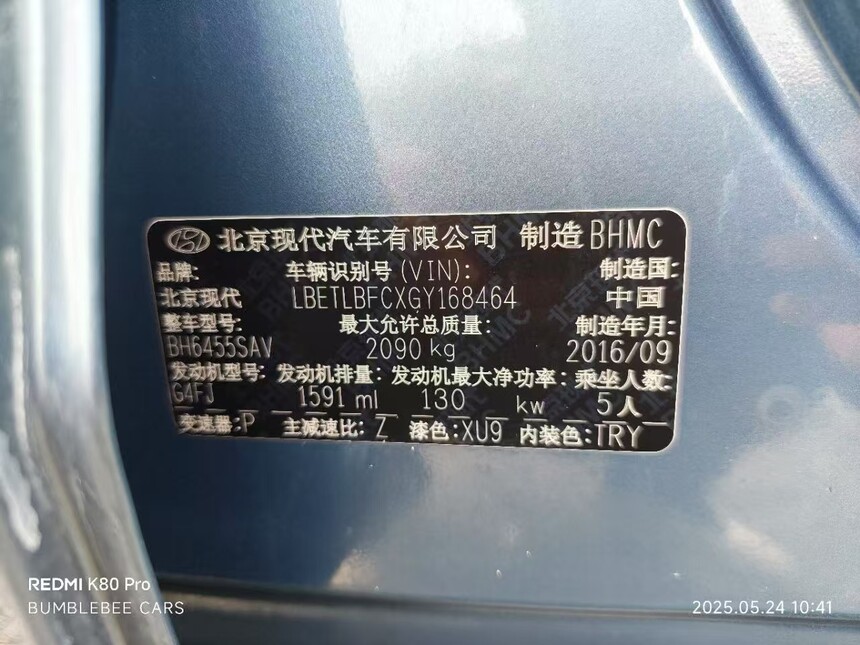 北京现代汽车有限公司 制造 BHMC
品牌: 车辆识别号(VIN): 制造国:
北京现代 LBETLBFCXGY168464 中国
整车型号: 最大允许总质量: 制造年月:
BH6455SAV 2090 kg 2016/09
发动机型号: 发动机排量: 发动机最大净功率: 乘坐人数:
G4FJ 1591 ml 130 kw 5人
变速器: P 主减速比: Z 漆色: XU9 内装色: TRY
REDMI K80 Pro
BUMBLEBEE CARS
2025.05.24 10:41